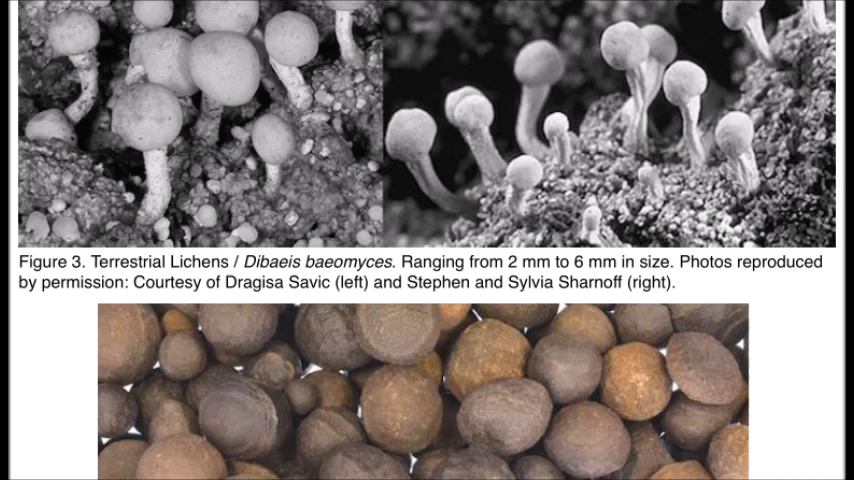 Figure 3. Terrestrial Lichens / Dibaeis baeomyces. Ranging from 2 mm to 6 mm in size. Photos reproduced
by permission: Courtesy of Dragisa Savic (left) and Stephen and Sylvia Sharnoff (right).